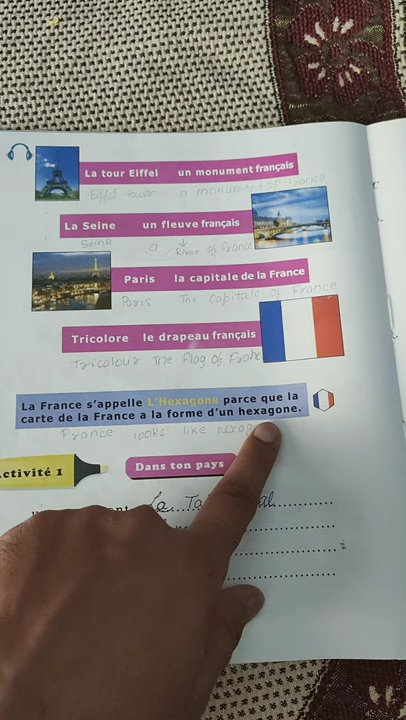 La tour Eiffel un monument français
Eifful tower a monument of France
La Seine un fleuve français
Seine a River of France
Paris la capitale de la France
Paris The Capitale of France
Tricolore le drapeau français
Tricolour The flag of
La France s'appelle L'Hexagone parce que la
carte de la France a la forme d'un hexagone.
France looks like
Activité 1 Dans ton pays
La